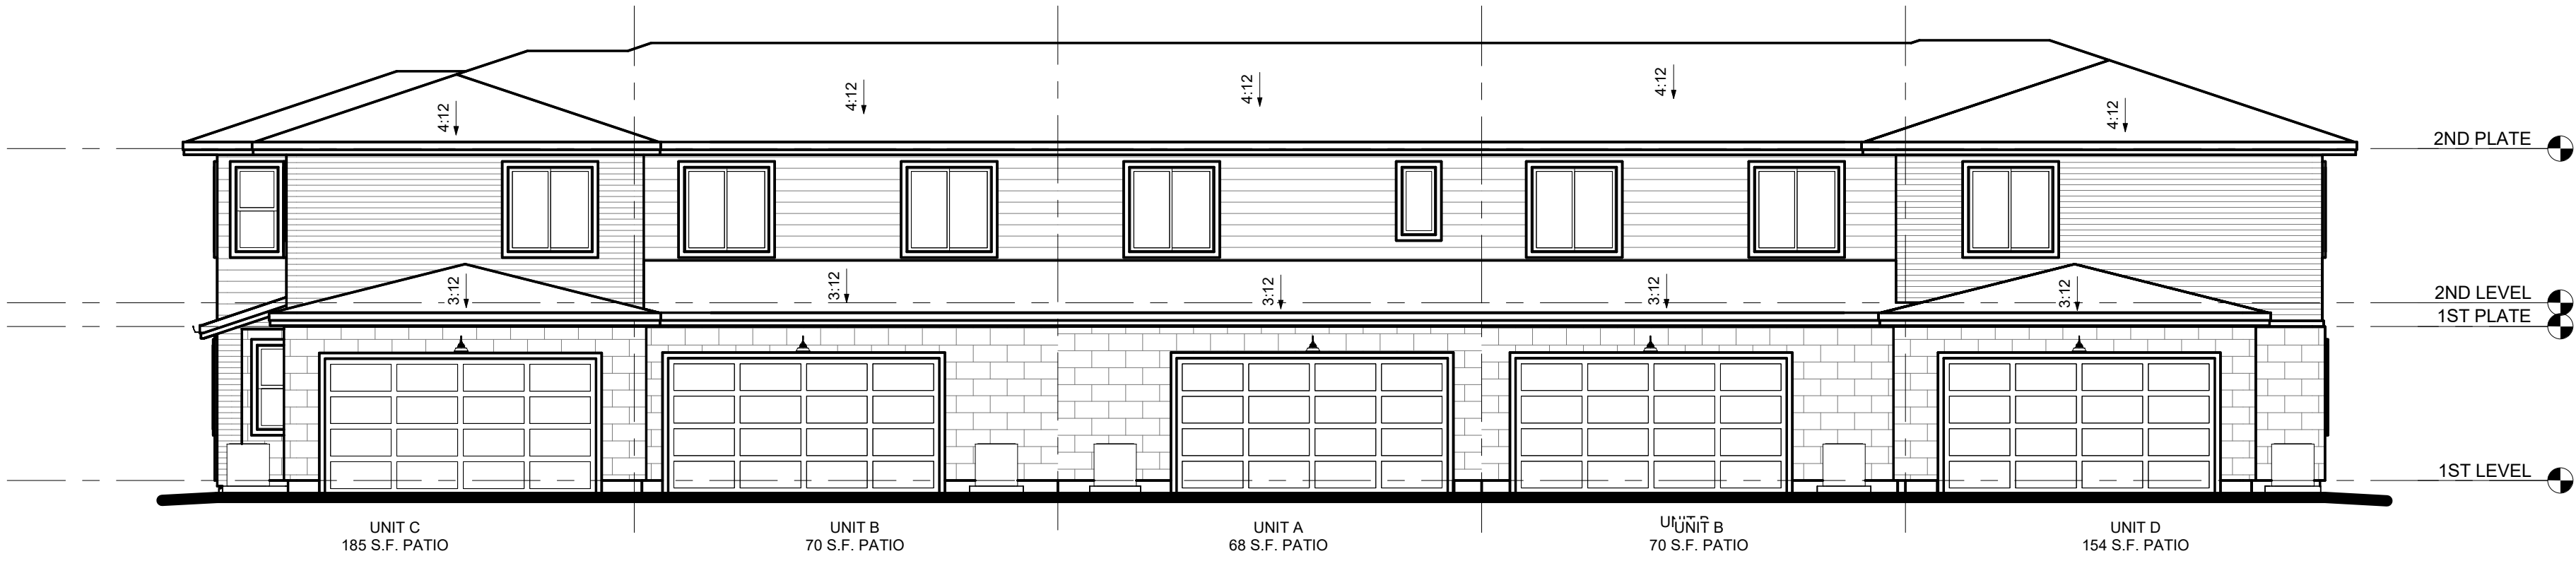 4:12
4:12
4:12
4:12
4:12
2ND PLATE
3:12
3:12
3:12
3:12
3:12
2ND LEVEL
1ST PLATE
1ST LEVEL
UNIT C
185 S.F. PATIO
UNIT B
70 S.F. PATIO
UNIT A
68 S.F. PATIO
UNIT B
70 S.F. PATIO
UNIT D
154 S.F. PATIO